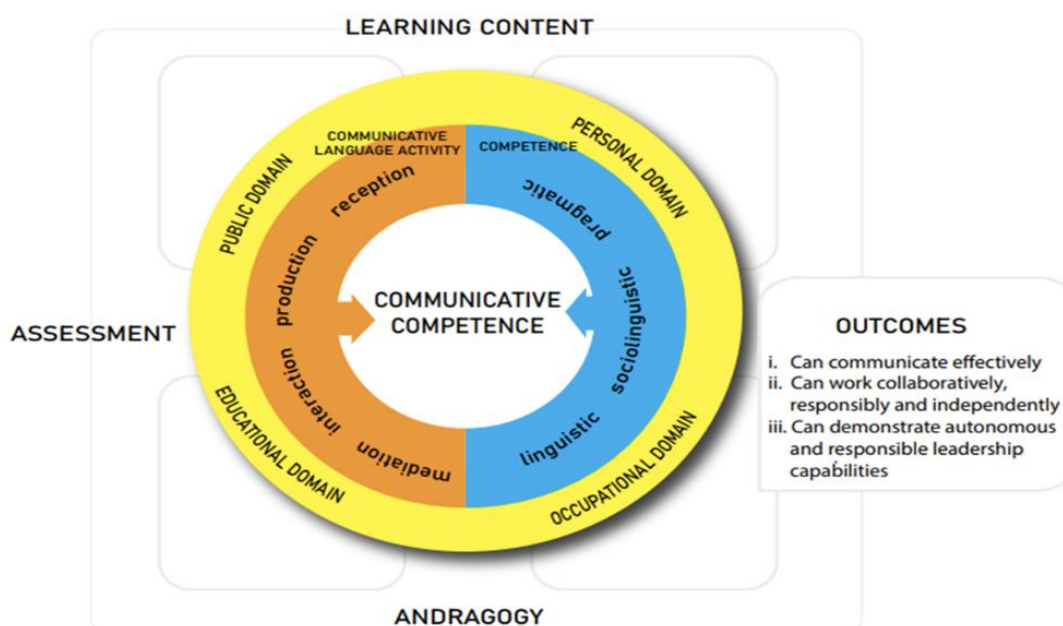 LEARNING CONTENT
COMMUNICATIVE
LANGUAGE ACTIVITY
COMPETENCE
PUBLIC DOMAIN
PERSONAL DOMAIN
reception
pragmatic
production
sociolinguistic
COMMUNICATIVE
COMPETENCE
ASSESSMENT
interaction
linguistic
mediation
EDUCATIONAL DOMAIN
OCCUPATIONAL DOMAIN
OUTCOMES
i. Can communicate effectively
ii. Can work collaboratively,
responsibly and independently
iii. Can demonstrate autonomous
and responsible leadership
capabilities
ANDRAGOGY